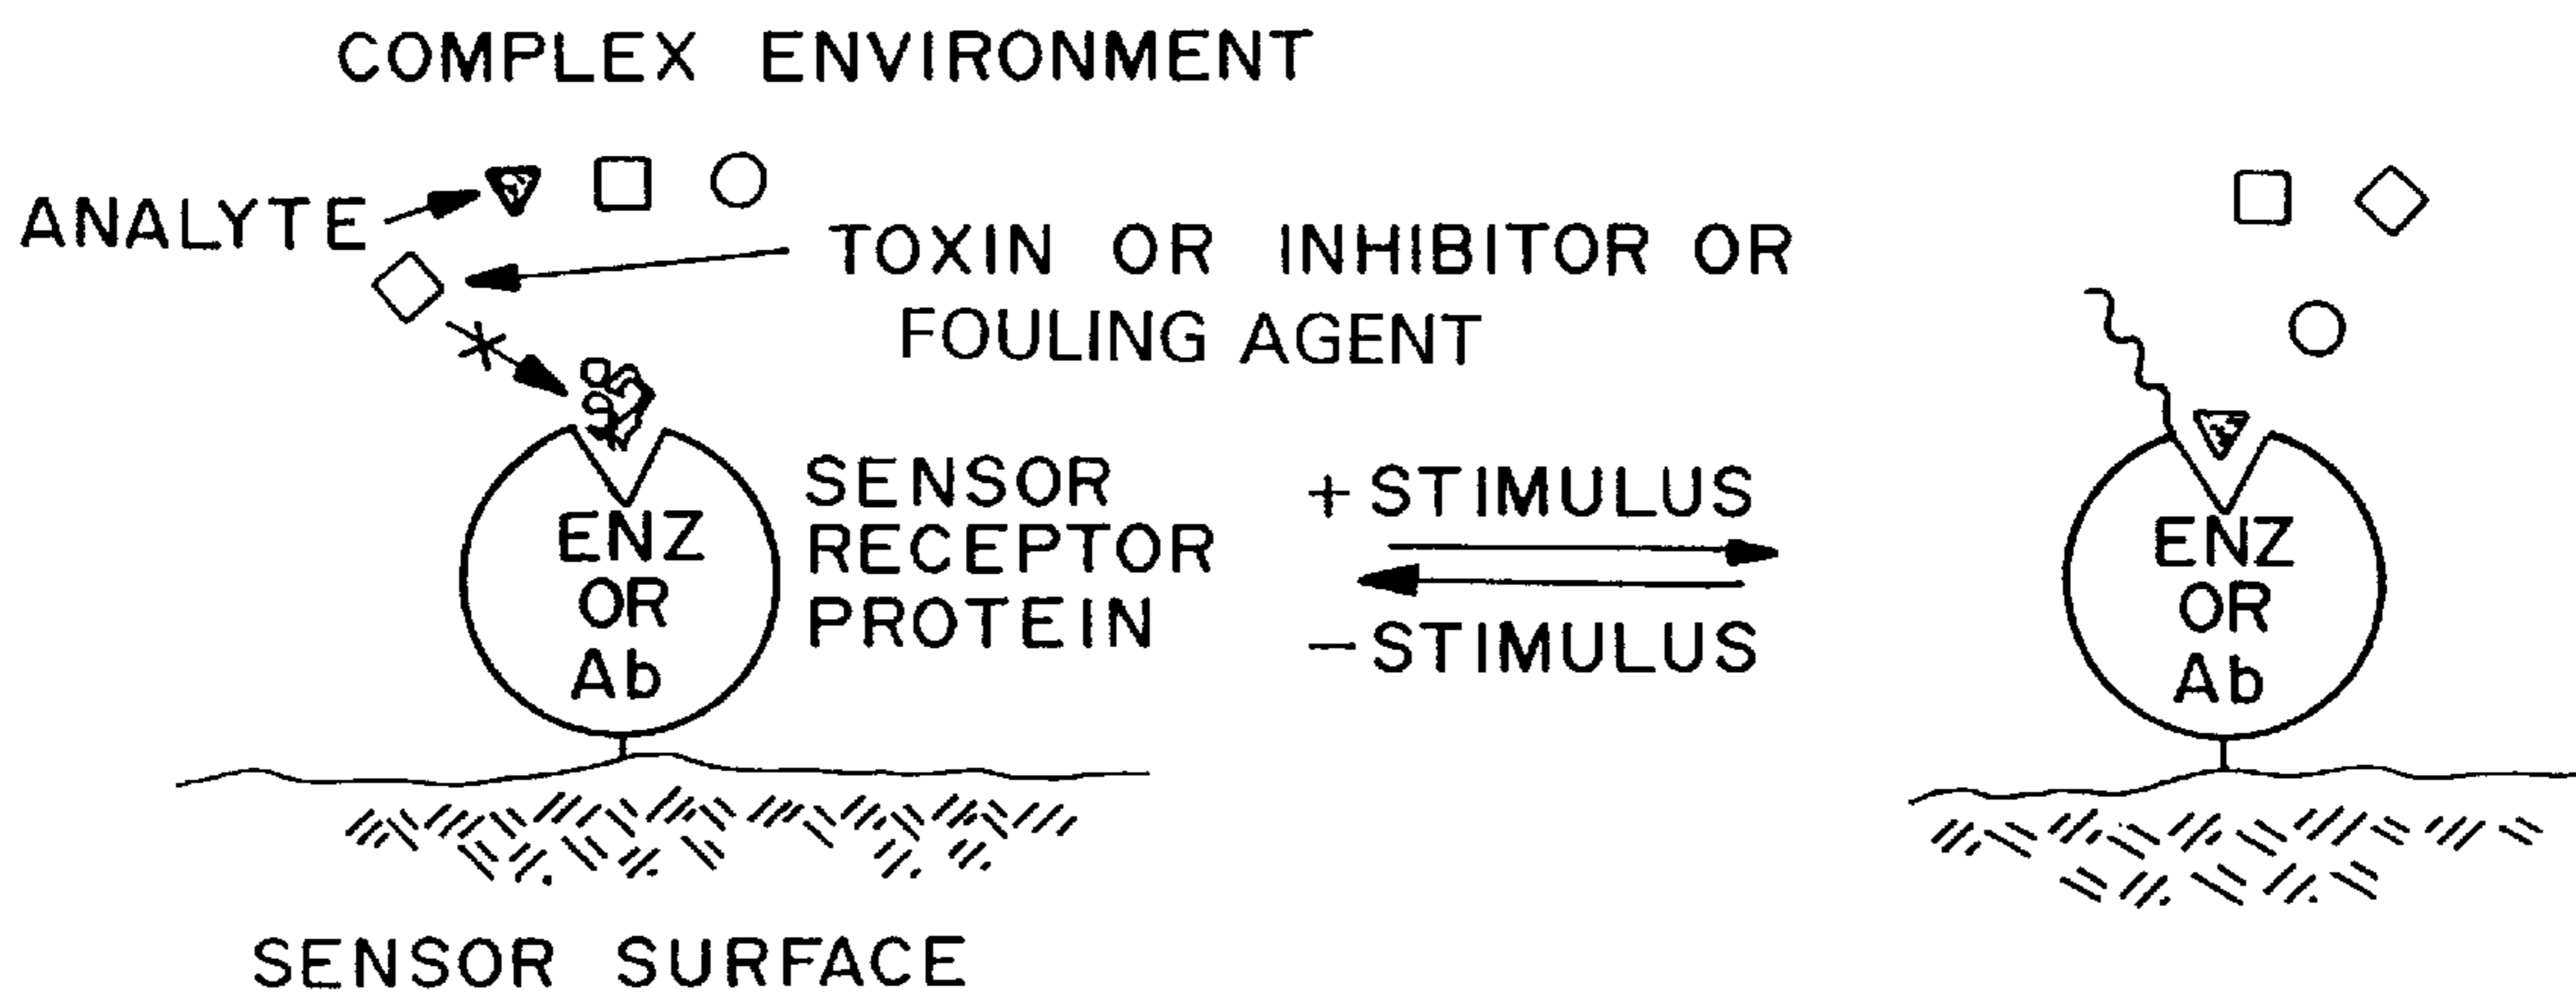 COMPLEX ENVIRONMENT
ANALYTE
TOXIN OR INHIBITOR OR
FOULING AGENT
SENSOR
RECEPTOR
PROTEIN
ENZ
OR
Ab
+ STIMULUS
– STIMULUS
ENZ
OR
Ab
SENSOR SURFACE